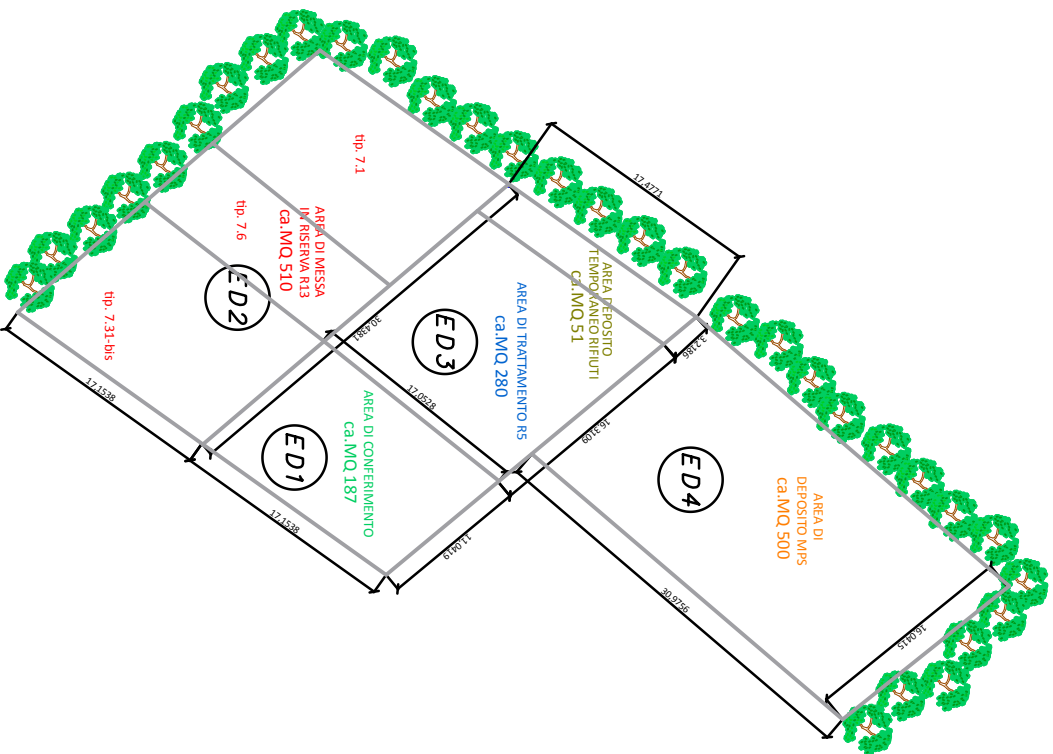 tip. 7.1
AREA DI MESSA
IN RISERVA R13
ca.MQ 510
tip. 7.6
tip. 7.31-bis
ED2
17.4771
AREA DEPOSITO
TEMPORANEO RIFIUTI
ca.MQ 51
AREA DI TRATTAMENTO R5
ca.MQ 280
ED3
30.4381
17.0528
3.2186
16.3109
AREA DI CONFERIMENTO
ca.MQ 187
ED1
17.1538
17.1538
11.0419
ED4
AREA DI
DEPOSITO MPS
ca.MQ 500
30.9756
16.0415